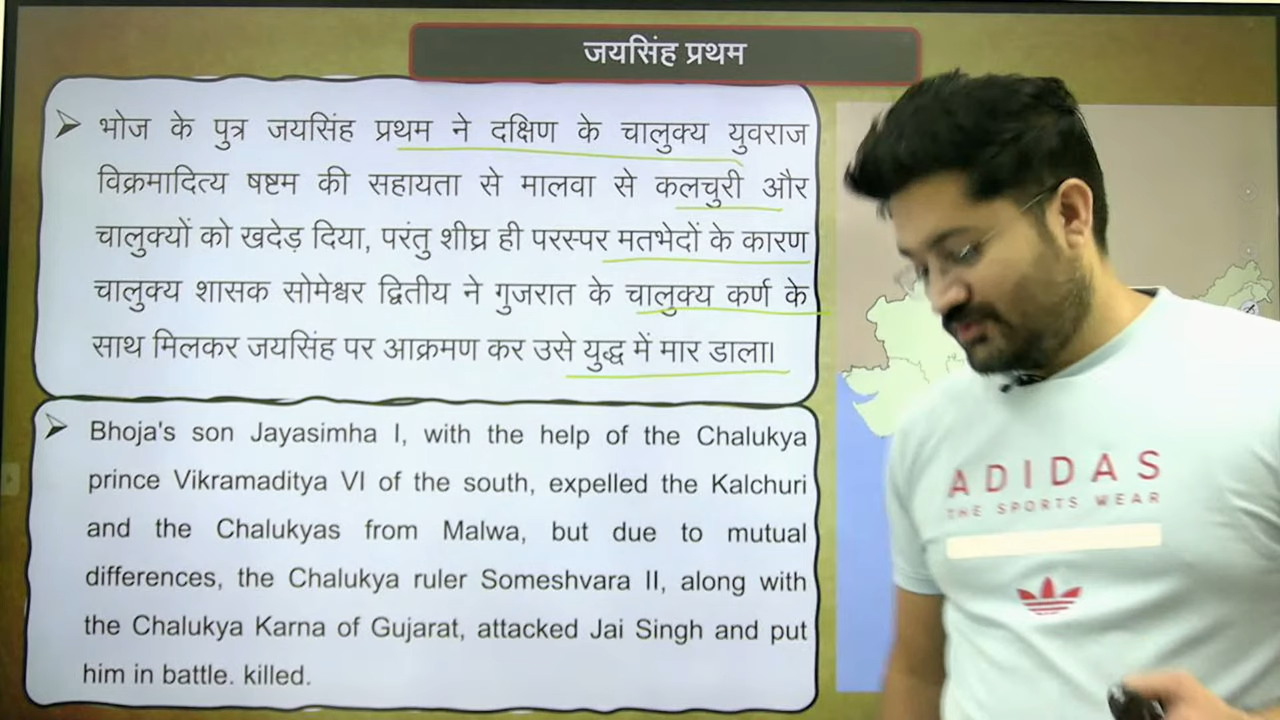 जयसिंह प्रथम
भोज के पुत्र जयसिंह प्रथम ने दक्षिण के चालुक्य युवराज
विक्रमादित्य षष्टम की सहायता से मालवा से कलचुरी और
चालुक्यों को खदेड़ दिया, परंतु शीघ्र ही परस्पर मतभेदों के कारण
चालुक्य शासक सोमेश्वर द्वितीय ने गुजरात के चालुक्य कर्ण के
साथ मिलकर जयसिंह पर आक्रमण कर उसे युद्ध में मार डाला।
Bhoja's son Jayasimha I, with the help of the Chalukya
prince Vikramaditya VI of the south, expelled the Kalchuri
and the Chalukyas from Malwa, but due to mutual
differences, the Chalukya ruler Someshvara II, along with
the Chalukya Karna of Gujarat, attacked Jai Singh and put
him in battle. killed.
ADIDAS
THE SPORTS WEAR